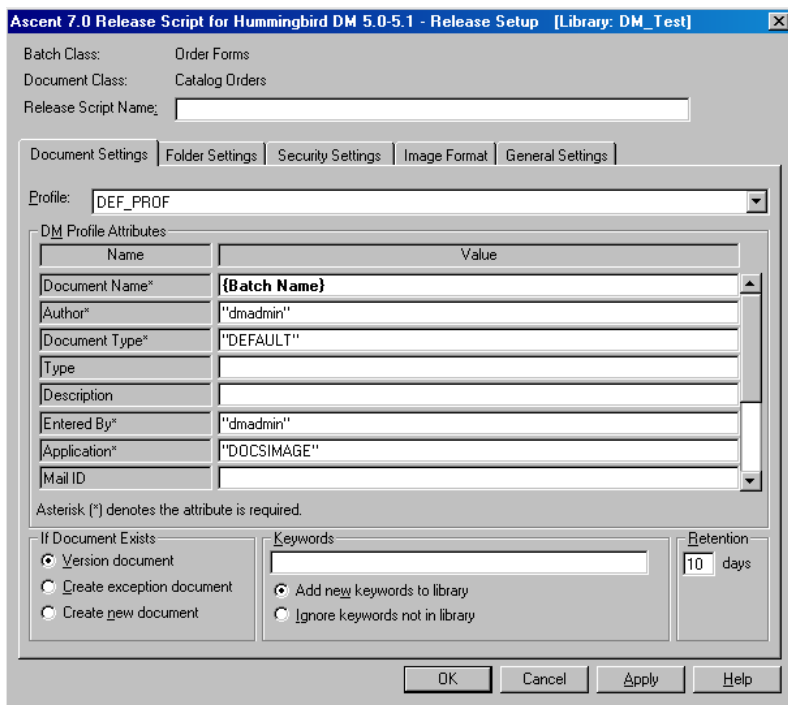 Ascent 7.0 Release Script for Hummingbird DM 5.0-5.1 - Release Setup [Library: DM_Test]
Batch Class: Order Forms
Document Class: Catalog Orders
Release Script Name:
Document Settings Folder Settings Security Settings Image Format General Settings
Profile: DEF_PROF
DM Profile Attributes
Name Value
Document Name* {Batch Name}
Author* "dmadmin"
Document Type* "DEFAULT"
Type
Description
Entered By* "dmadmin"
Application* "DOCSIMAGE"
Mail ID
Asterisk (*) denotes the attribute is required.
If Document Exists Keywords Retention
Version document
10 days
Create exception document Add new keywords to library
Create new document Ignore keywords not in library
OK Cancel Apply Help